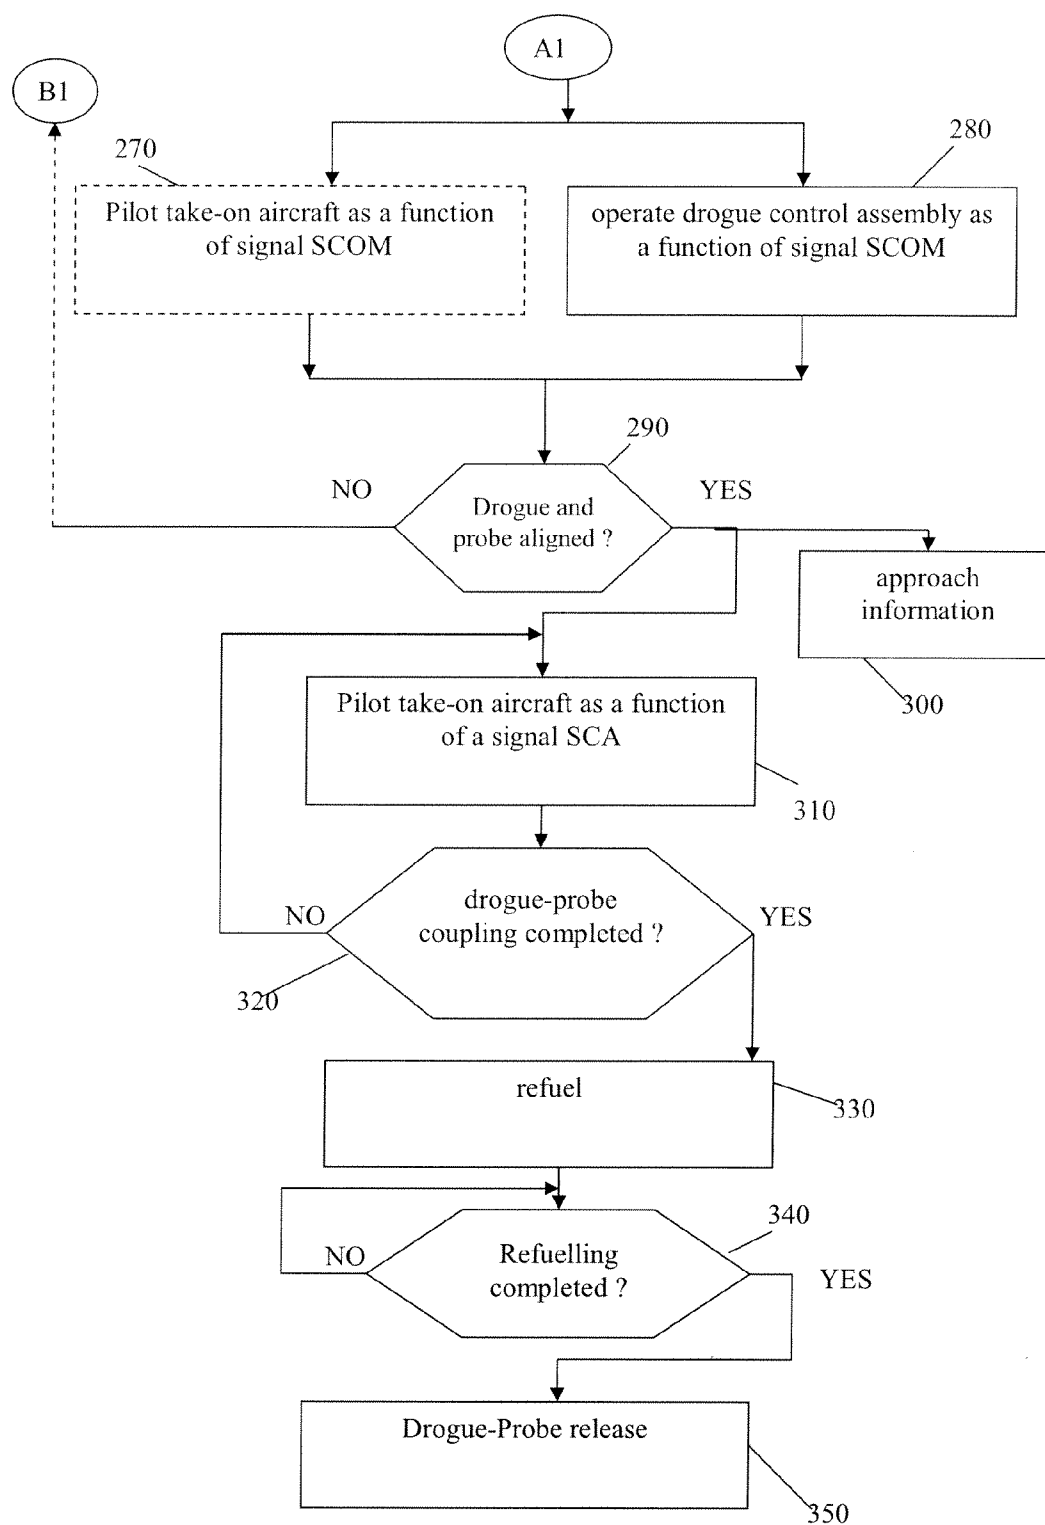 A1
B1
270
280
Pilot take-on aircraft as a function
of signal SCOM
operate drogue control assembly as
a function of signal SCOM
290
NO
YES
Drogue and
probe aligned ?
approach
information
300
Pilot take-on aircraft as a function
of a signal SCA
310
drogue-probe
coupling completed ?
NO
YES
320
refuel
330
340
Refuelling
completed ?
NO
YES
Drogue-Probe release
350